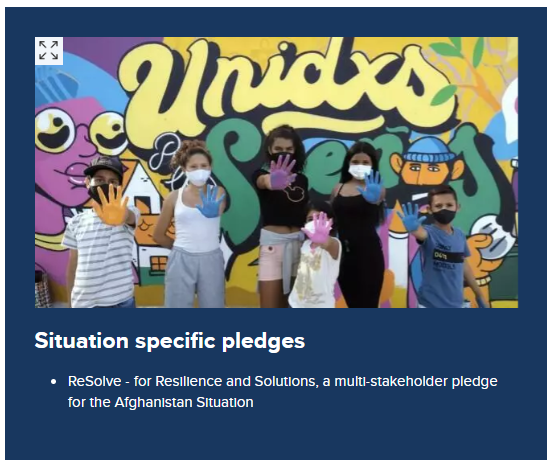 Unidxs
Situation specific pledges
• ReSolve - for Resilience and Solutions, a multi-stakeholder pledge
for the Afghanistan Situation